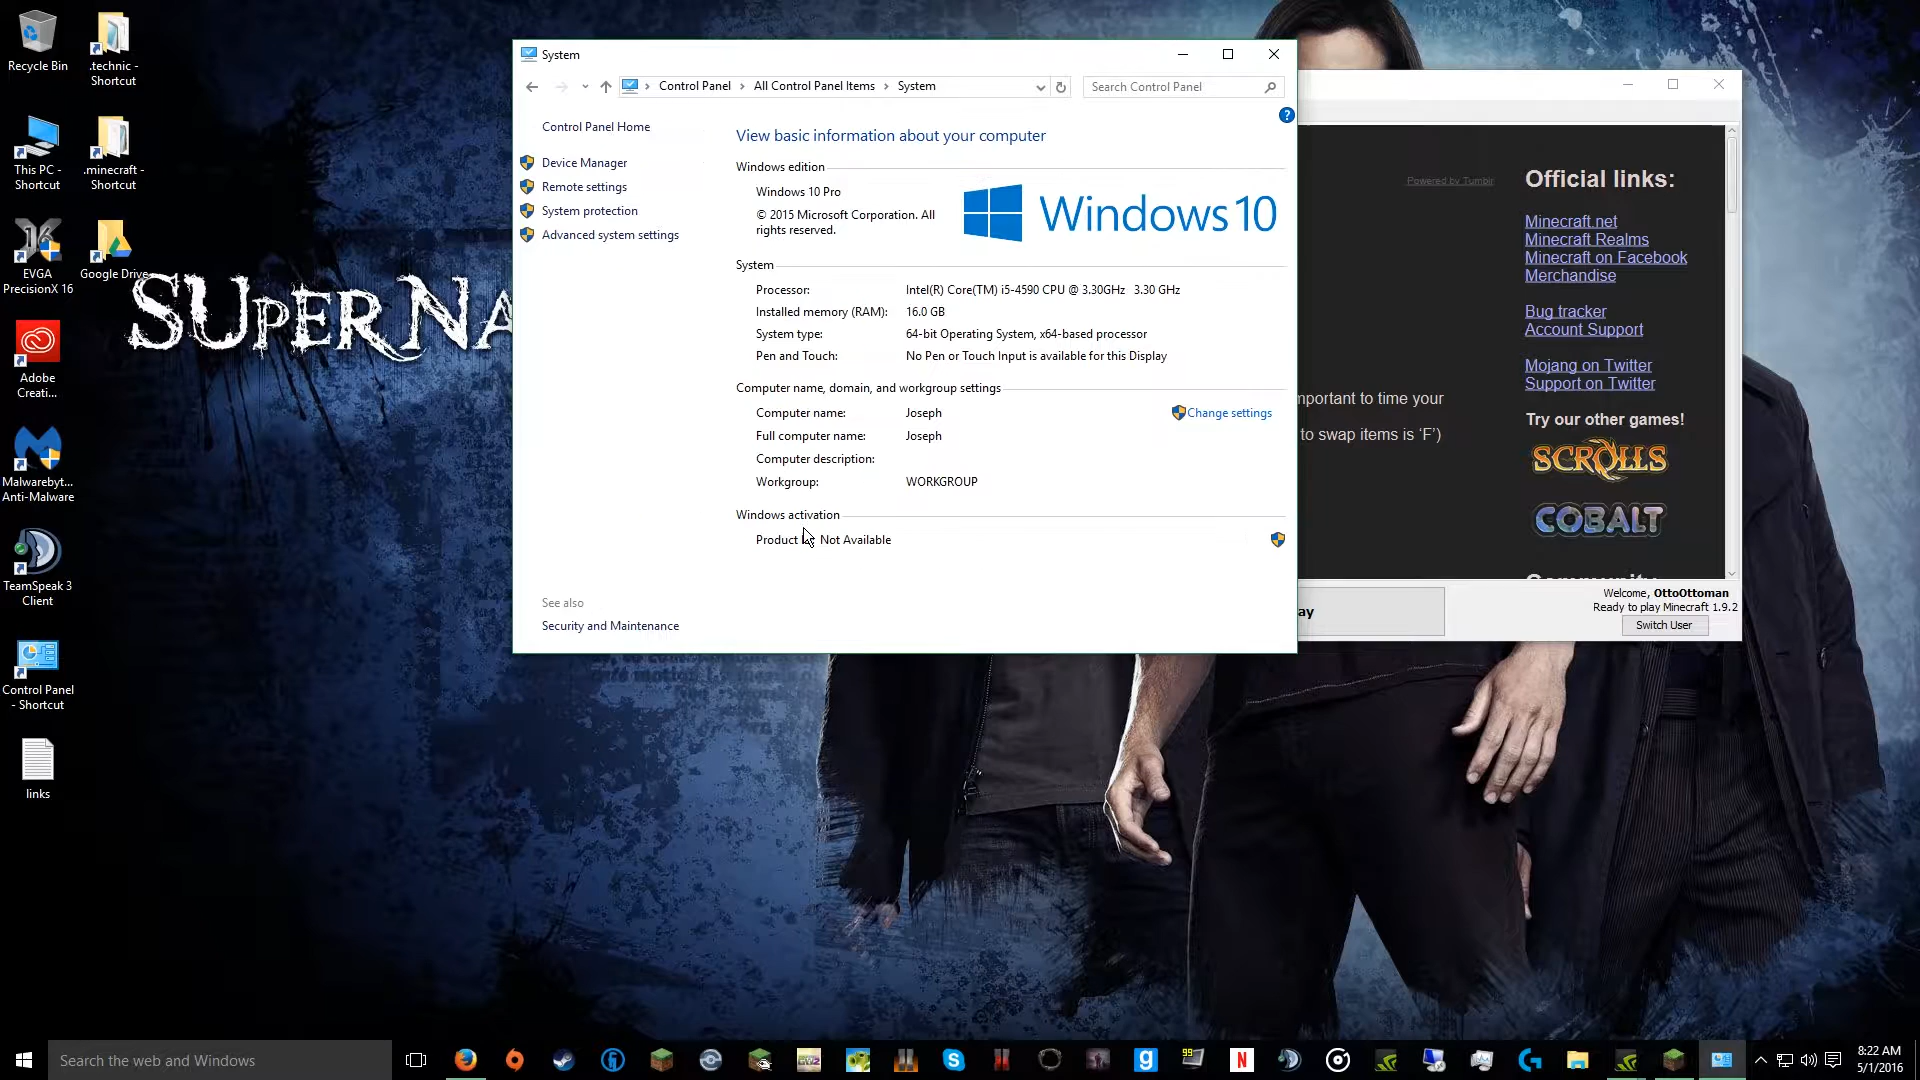 Recycle Bin
.technic -
Shortcut
This PC -
Shortcut
.minecraft -
Shortcut
EVGA
PrecisionX 16
Google Drive
Adobe
Creati...
Malwarebyt...
Anti-Malware
TeamSpeak 3
Client
Control Panel
- Shortcut
links
SUPERNA
System
Control Panel
All Control Panel Items
System
Search Control Panel
Control Panel Home
Device Manager
Remote settings
System protection
Advanced system settings
See also
Security and Maintenance
View basic information about your computer
Windows edition
Windows 10 Pro
© 2015 Microsoft Corporation. All
rights reserved.
Windows 10
System
Processor: Intel(R) Core(TM) i5-4590 CPU @ 3.30GHz 3.30 GHz
Installed memory (RAM): 16.0 GB
System type: 64-bit Operating System, x64-based processor
Pen and Touch: No Pen or Touch Input is available for this Display
Computer name, domain, and workgroup settings
Computer name: Joseph
Change settings
Full computer name: Joseph
Computer description:
Workgroup: WORKGROUP
Windows activation
Product Not Available
Powered by Tumblr
mportant to time your
to swap items is ‘F’)
Official links:
Minecraft.net
Minecraft Realms
Minecraft on Facebook
Merchandise
Bug tracker
Account Support
Mojang on Twitter
Support on Twitter
Try our other games!
SCROLLS
COBALT
ay
Welcome, OttoOttoman
Ready to play Minecraft 1.9.2
Switch User
Search the web and Windows
8:22 AM
5/1/2016